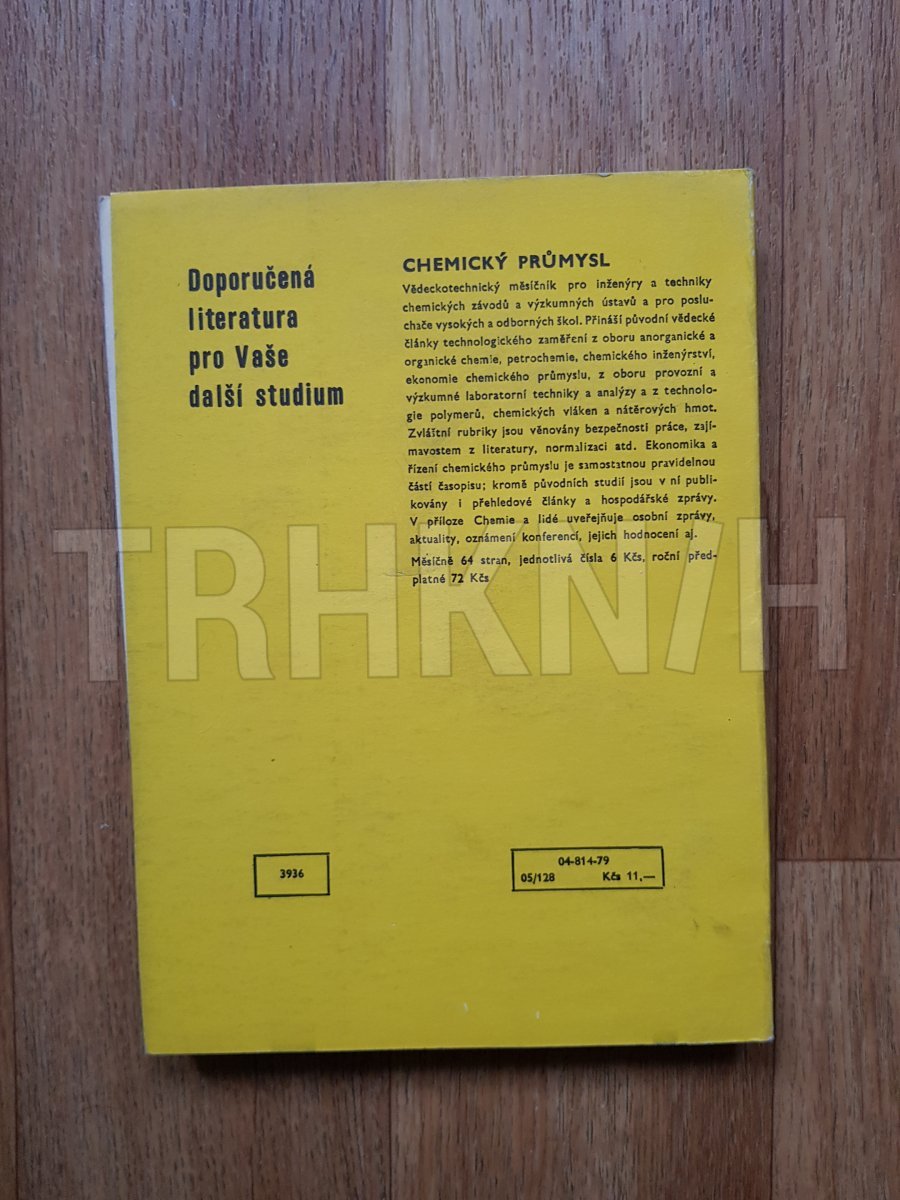 Doporučená
literatura
pro Vaše
další studium
CHEMICKÝ PRŮMYSL
Vědeckotechnický měsíčník pro inženýry a techniky
chemických závodů a výzkumných ústavů a pro poslu-
chače vysokých a odborných škol. Přináší původní vědecké
články technologického zaměření z oboru anorganické a
organické chemie, petrochemie, chemického inženýrství,
ekonomie chemického průmyslu, z oboru provozní a
výzkumné laboratorní techniky a analýzy a z technolo-
gie polymerů, chemických vláken a nátěrových hmot.
Zvláštní rubriky jsou věnovány bezpečnosti práce, zají-
mavostem z literatury, normalizaci atd. Ekonomika a
řízení chemického průmyslu je samostatnou pravidelnou
částí časopisu; kromě původních studií jsou v ní publi-
kovány i přehledové články a hospodářské zprávy.
V příloze Chemie a lidé uveřejňuje osobní zprávy,
aktuality, oznámení konferencí, jejich hodnocení aj.
Měsíčně 64 stran, jednotlivá čísla 6 Kčs, roční před-
platné 72 Kčs
TRHKNIH
3936
04-814-79
05/128 Kčs 11,—